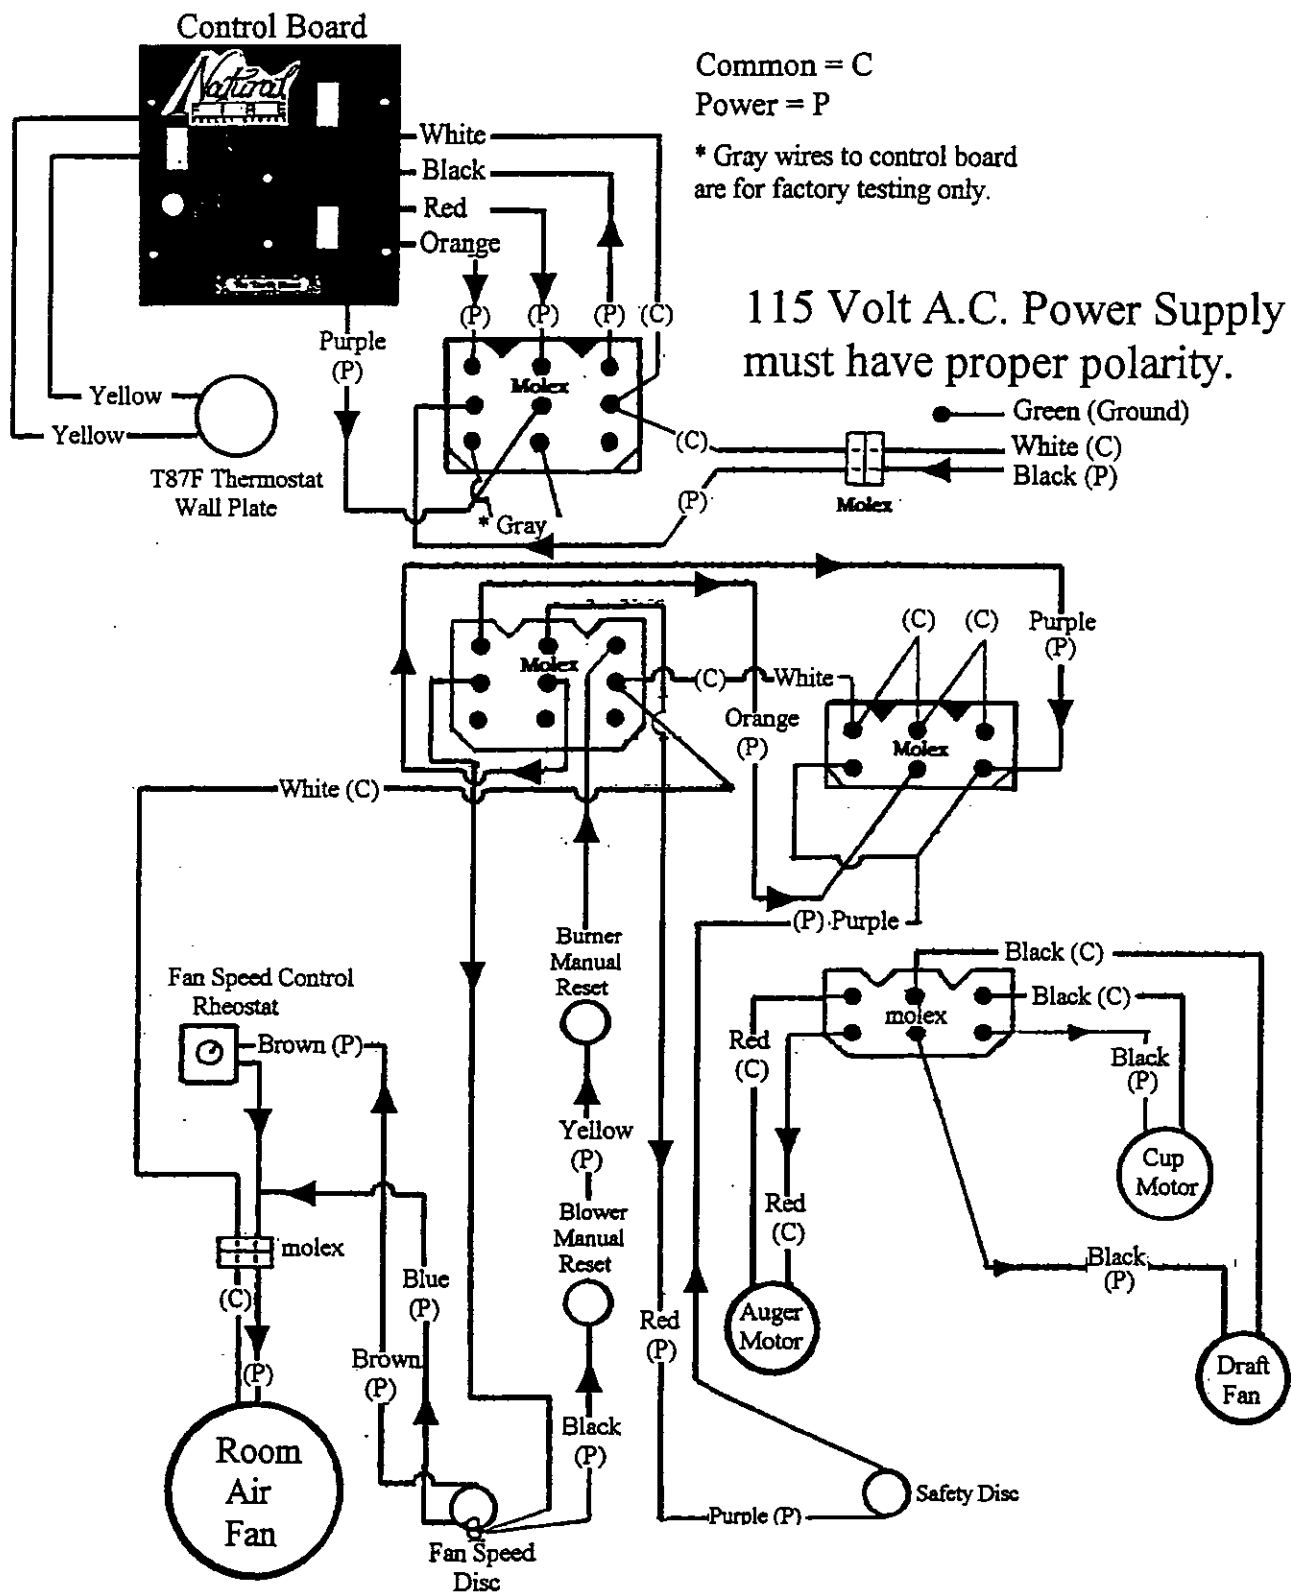 Control Board
Natural
FIRE
Common = C
Power = P
* Gray wires to control board
are for factory testing only.
White
Black
Red
Orange
(P)
(P)
(P)
(C)
Purple
(P)
Molex
115 Volt A.C. Power Supply
must have proper polarity.
Green (Ground)
White (C)
Black (P)
(C)
(P)
Molex
Yellow
Yellow
T87F Thermostat
Wall Plate
* Gray
Molex
(C)
White
(C)
(C)
Purple
(P)
Orange
(P)
Molex
White (C)
(P) Purple
Burner
Manual
Reset
Fan Speed Control
Rheostat
Brown (P)
Black (C)
Black (C)
molex
Red
(C)
Black
(P)
Yellow
(P)
Cup
Motor
Red
(C)
Blower
Manual
Reset
molex
Blue
(P)
(C)
Black
(P)
Red
(P)
Auger
Motor
Brown
(P)
(P)
Draft
Fan
Black
(P)
Room
Air
Fan
Purple (P)
Safety Disc
Fan Speed
Disc